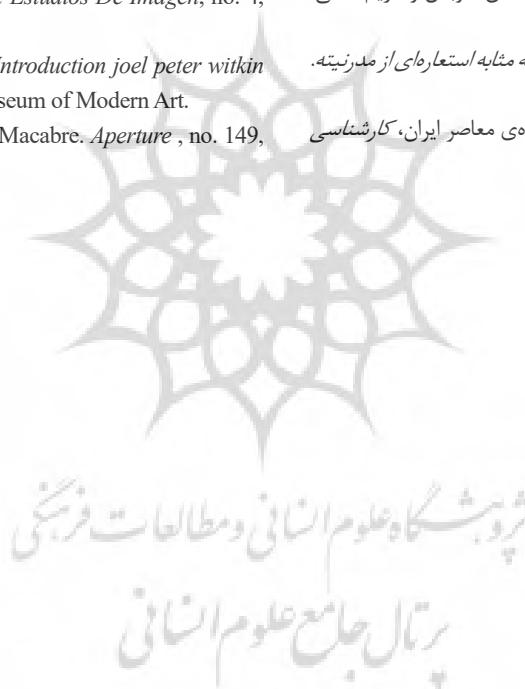 Estudios De Imagen, no. 4,
Introduction joel peter witkin
seum of Modern Art.
Macabre. Aperture , no. 149,
به مثابه استعاره‌ای از مدرنیته.
ه‌ی معاصر ایران، کارشناسی
پژوهشگاه علوم انسانی و مطالعات فرهنگی
پرتال جامع علوم انسانی